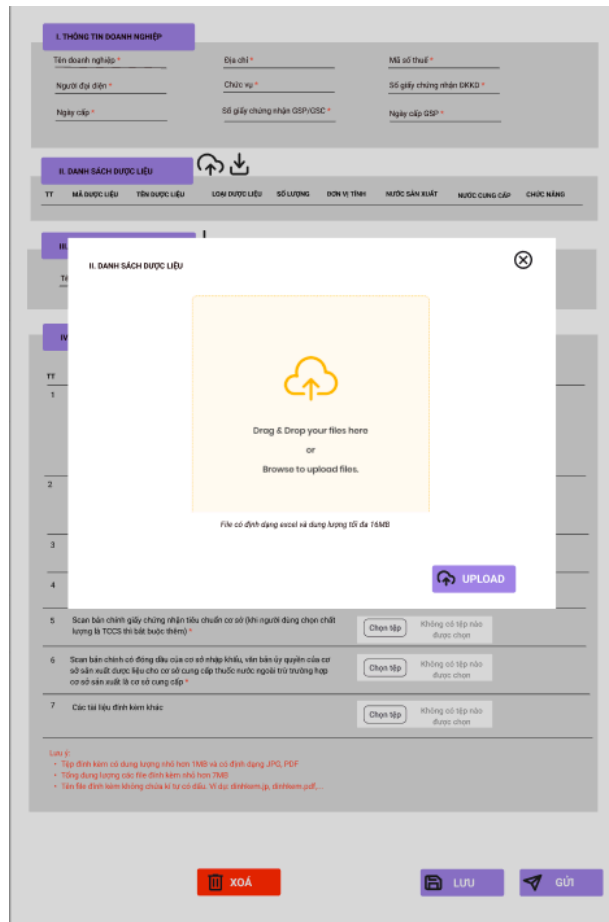 I. THÔNG TIN DOANH NGHIỆP
Tên doanh nghiệp * Địa chỉ * Mã số thuế *
Người đại diện * Chức vụ * Số giấy chứng nhận ĐKKD *
Ngày cấp * Số giấy chứng nhận GSP/GSC * Ngày cấp GSP *
II. DANH SÁCH DƯỢC LIỆU
TT MÃ DƯỢC LIỆU TÊN DƯỢC LIỆU LOẠI DƯỢC LIỆU SỐ LƯỢNG ĐƠN VỊ TÍNH NƯỚC SẢN XUẤT NƯỚC CUNG CẤP CHỨC NĂNG
III.
II. DANH SÁCH DƯỢC LIỆU
Tê
IV
TT
1
Drag & Drop your files here
or
Browse to upload files.
2
File có định dạng excel và dung lượng tối đa 16MB
3
4
UPLOAD
5 Scan bản chính giấy chứng nhận tiêu chuẩn cơ sở (khi người dùng chọn chất
lượng là TCCS thì bắt buộc thêm) *
Chọn tệp Không có tệp nào
được chọn
6 Scan bản chính có đóng dấu của cơ sở nhập khẩu, văn bản ủy quyền của cơ
sở sản xuất dược liệu cho cơ sở cung cấp thuốc nước ngoài trừ trường hợp
cơ sở sản xuất là cơ sở cung cấp *
Chọn tệp Không có tệp nào
được chọn
7 Các tài liệu đính kèm khác
Chọn tệp Không có tệp nào
được chọn
Lưu ý:
• Tệp đính kèm có dung lượng nhỏ hơn 1MB và có định dạng JPG, PDF
• Tổng dung lượng các file đính kèm nhỏ hơn 7MB
• Tên file đính kèm không chứa kí tự có dấu. Ví dụ: dinhkem.jp, dinhkem.pdf,...
XOÁ LƯU GỬI